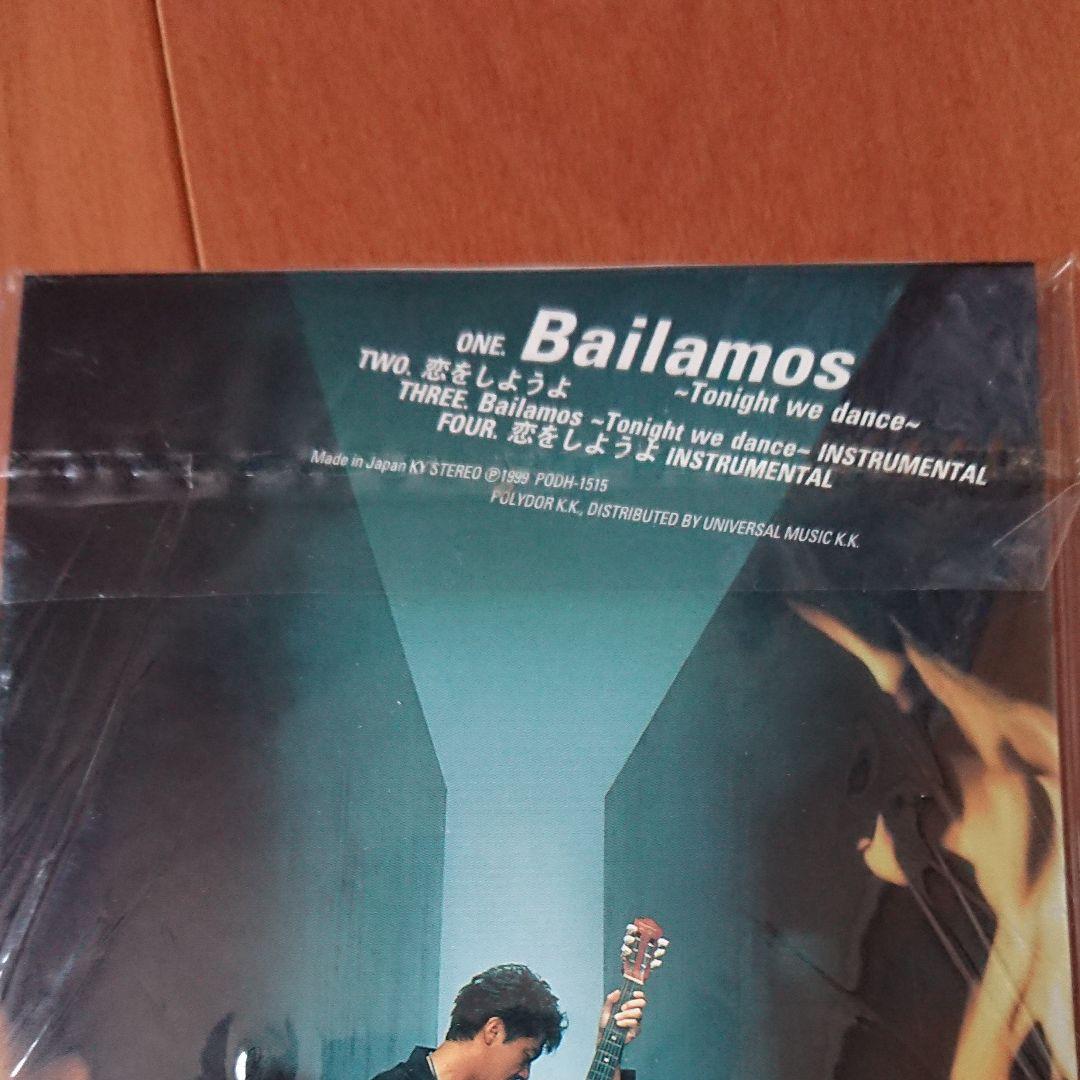 ONE. Bailamos
~Tonight we dance~
TWO. 恋をしようよ
THREE. Bailamos ~Tonight we dance~ INSTRUMENTAL
FOUR. 恋をしようよ INSTRUMENTAL
Made in Japan KY STEREO ℗1999 PODH-1515
POLYDOR K.K., DISTRIBUTED BY UNIVERSAL MUSIC K.K.